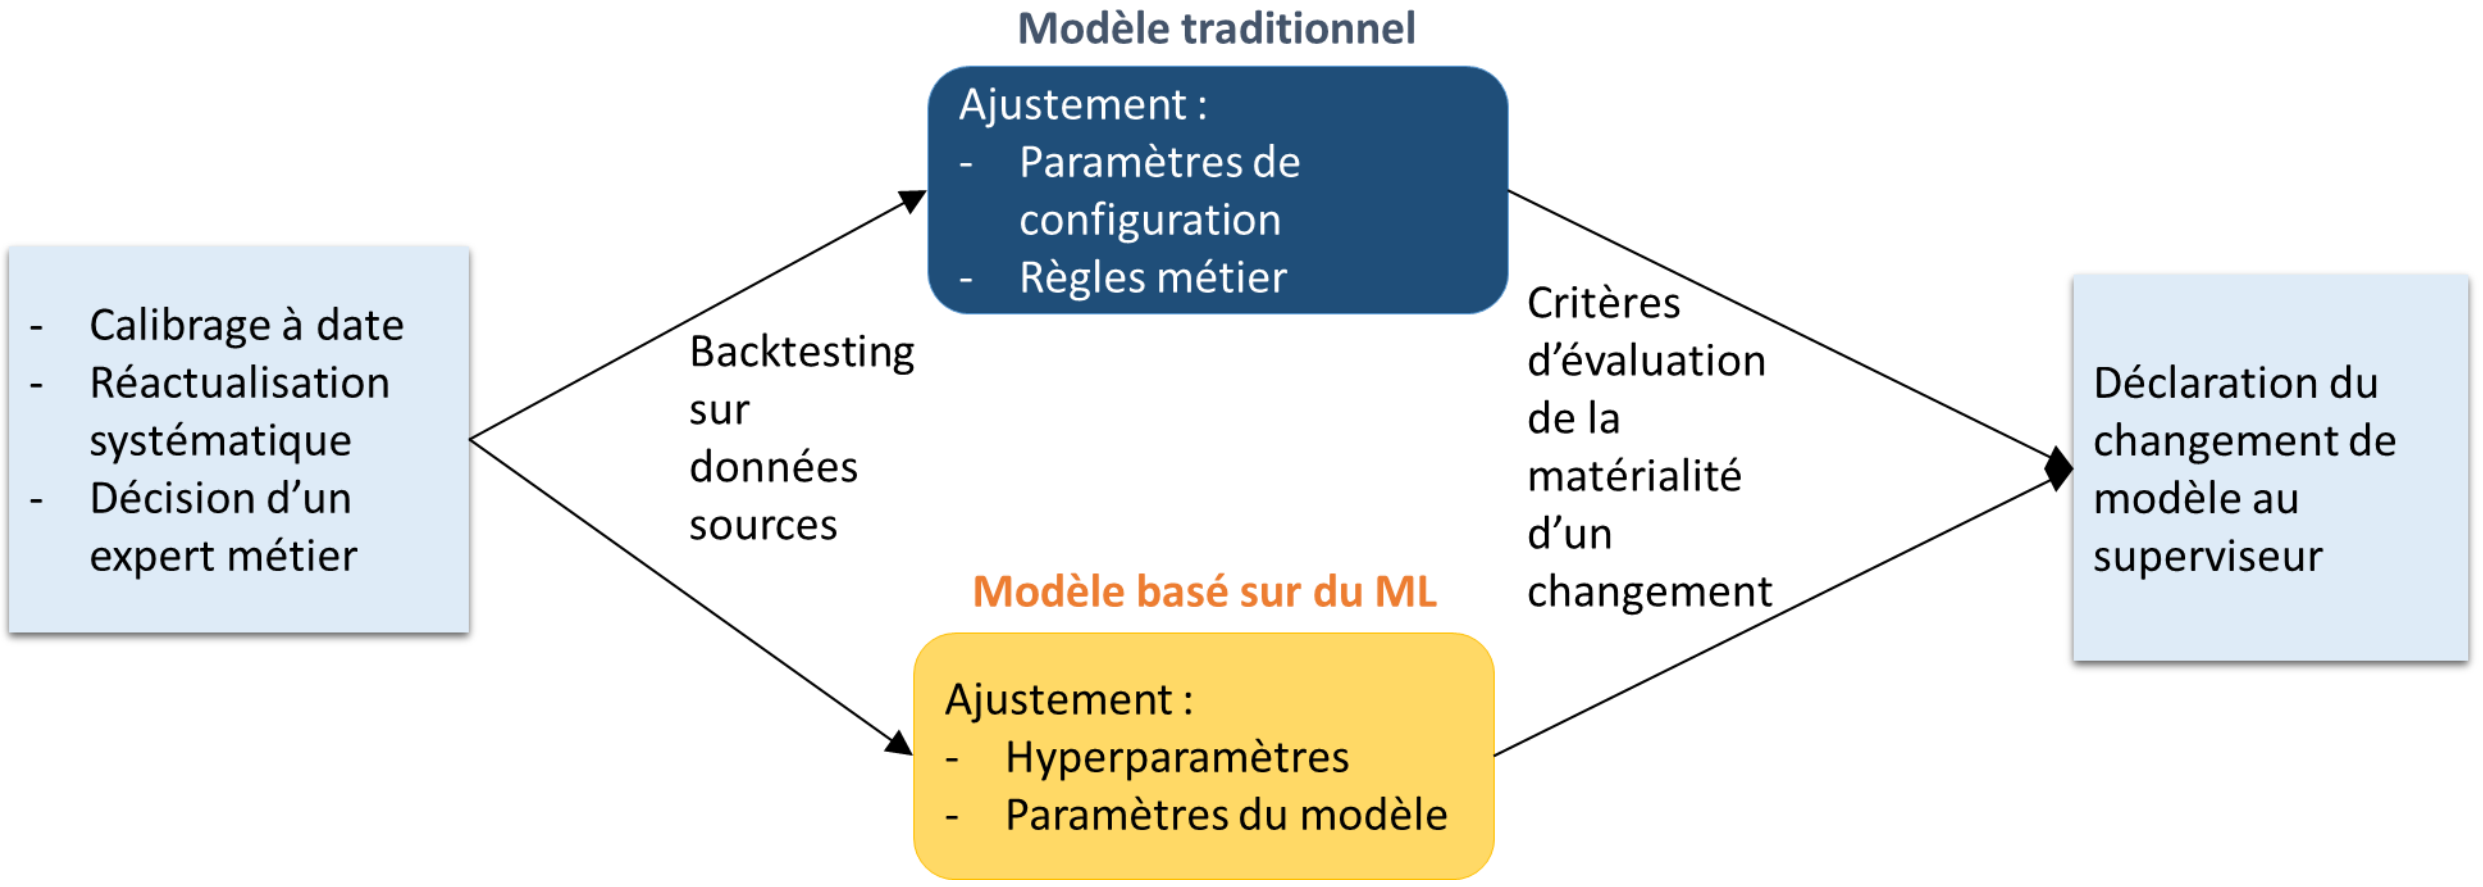 Modèle traditionnel
Ajustement :
- Paramètres de
configuration
- Règles métier
- Calibrage à date
- Réactualisation
systématique
- Décision d'un
expert métier
Backtesting
sur
données
sources
Critères
d'évaluation
de la
matérialité
d'un
changement
Déclaration du
changement de
modèle au
superviseur
Modèle basé sur du ML
Ajustement :
- Hyperparamètres
- Paramètres du modèle